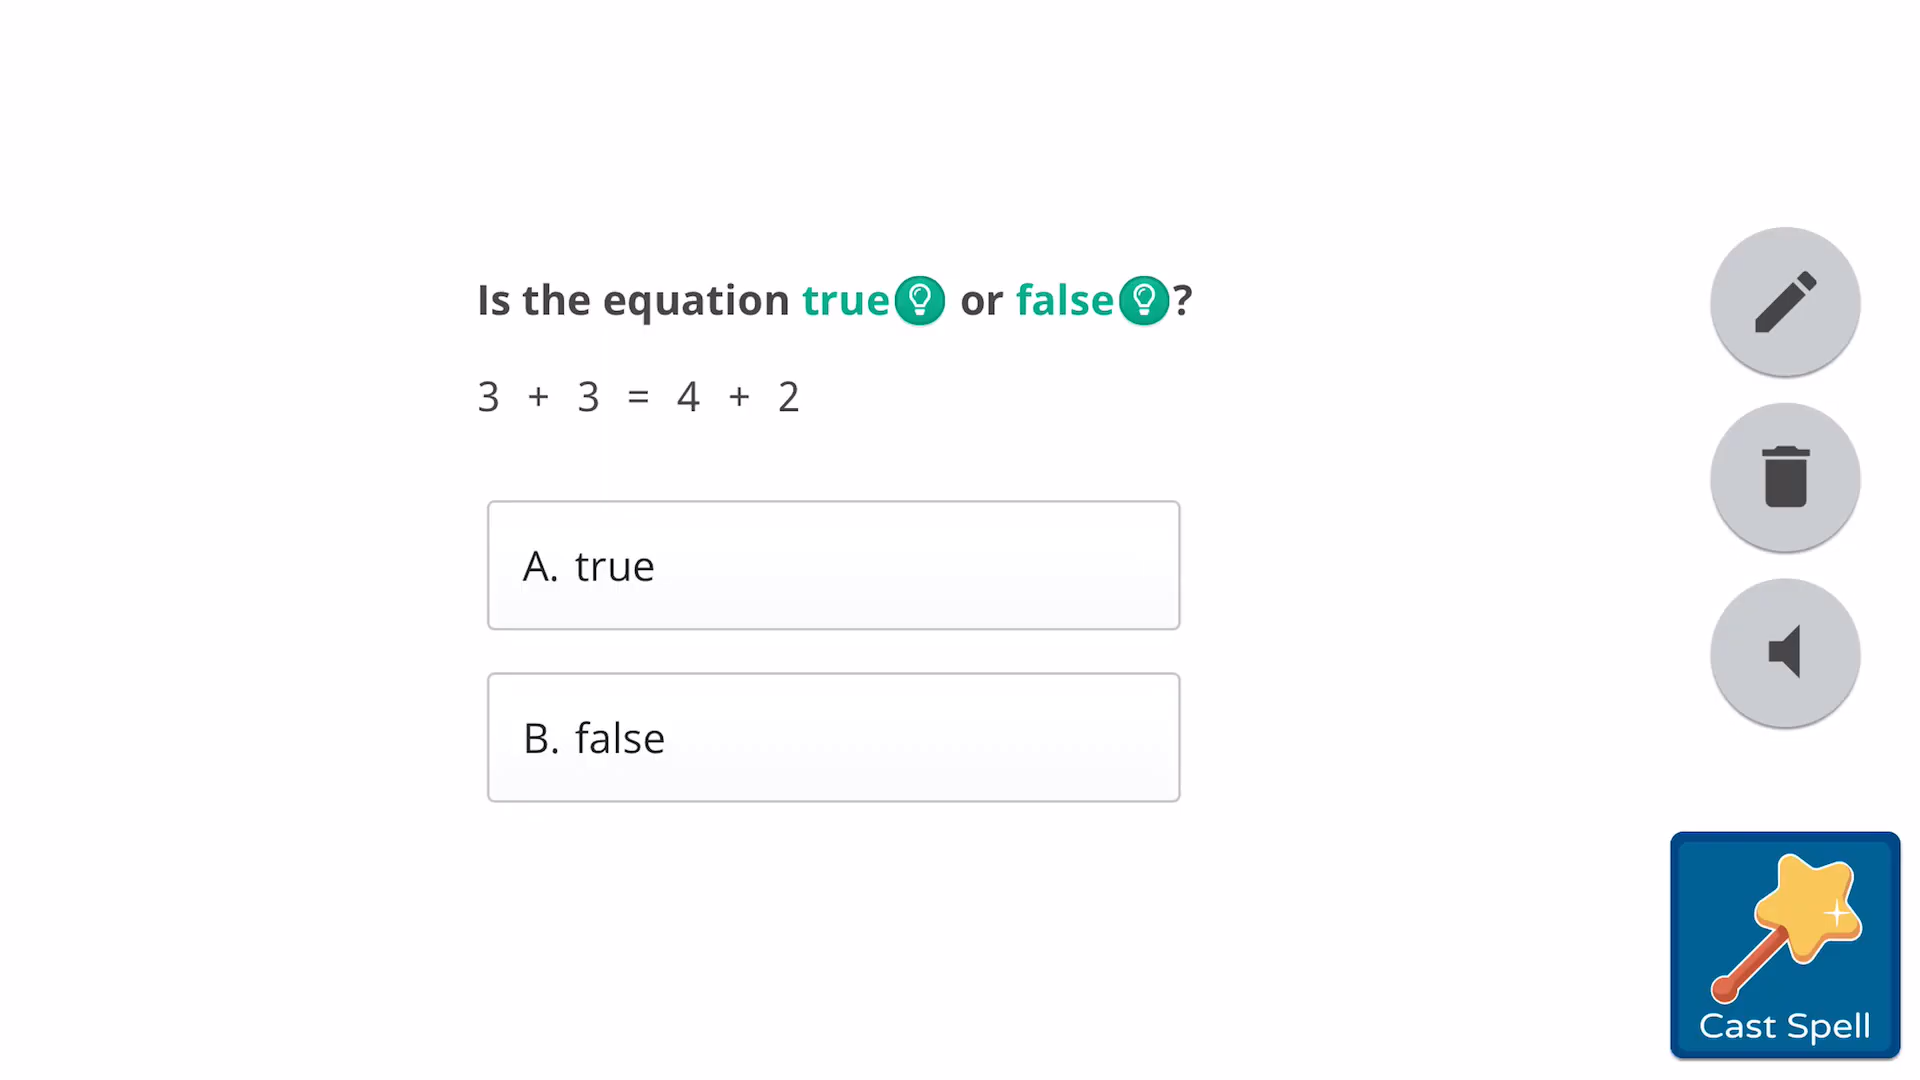 Is the equation true or false?
3 + 3 = 4 + 2
A. true
B. false
Cast Spell